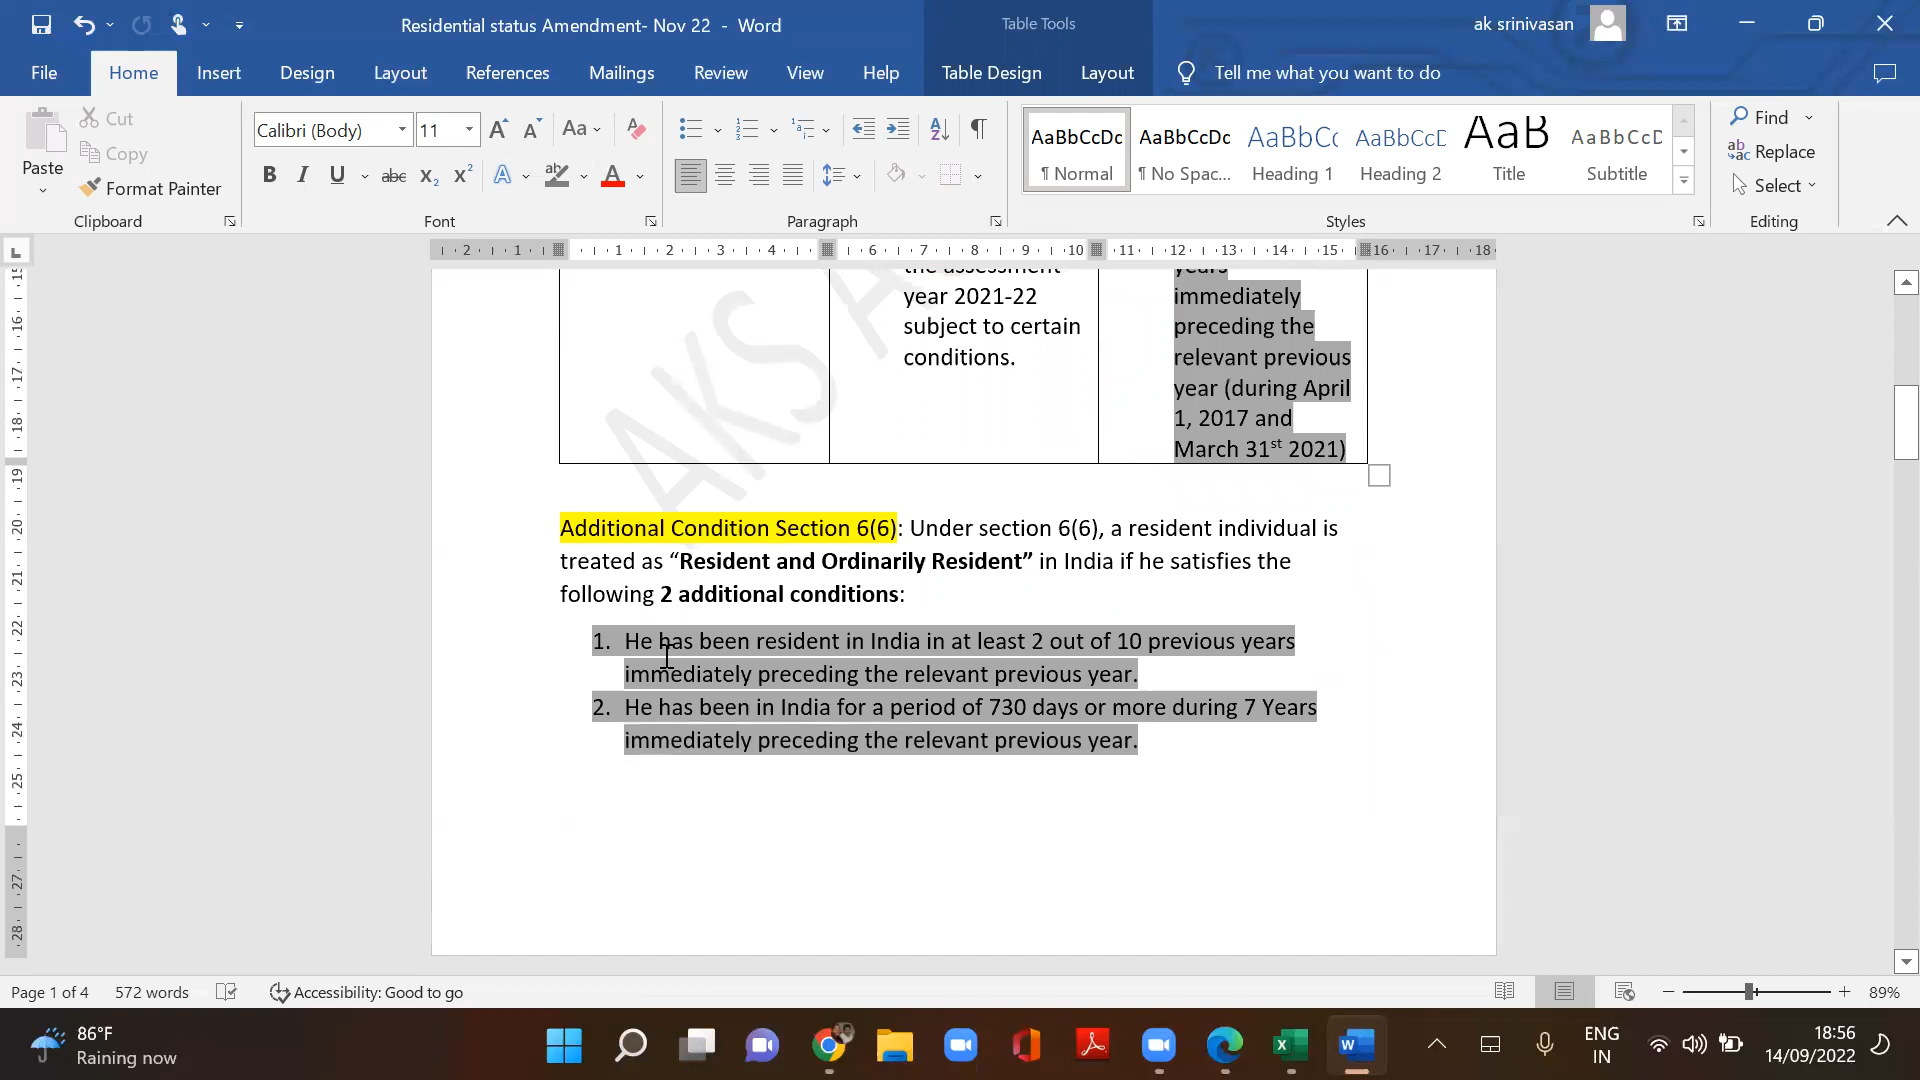 Residential status Amendment- Nov 22 - Word
Table Tools
ak srinivasan
File Home Insert Design Layout References Mailings Review View Help Table Design Layout Tell me what you want to do
Paste
Cut
Copy
Format Painter
Calibri (Body) 11
AaBbCcDc AaBbCcDc AaBbC AaBbCcD AaB AaBbCcD
¶ Normal ¶ No Spac... Heading 1 Heading 2 Title Subtitle
Find
Replace
Select
Clipboard Font Paragraph Styles Editing
the assessment
year 2021-22
subject to certain
conditions.
years
immediately
preceding the
relevant previous
year (during April
1, 2017 and
March 31st 2021)
AKS A
Additional Condition Section 6(6): Under section 6(6), a resident individual is
treated as “Resident and Ordinarily Resident” in India if he satisfies the
following 2 additional conditions:
1. He has been resident in India in at least 2 out of 10 previous years
immediately preceding the relevant previous year.
2. He has been in India for a period of 730 days or more during 7 Years
immediately preceding the relevant previous year.
Page 1 of 4 572 words Accessibility: Good to go 89%
86°F
Raining now
ENG
IN
18:56
14/09/2022